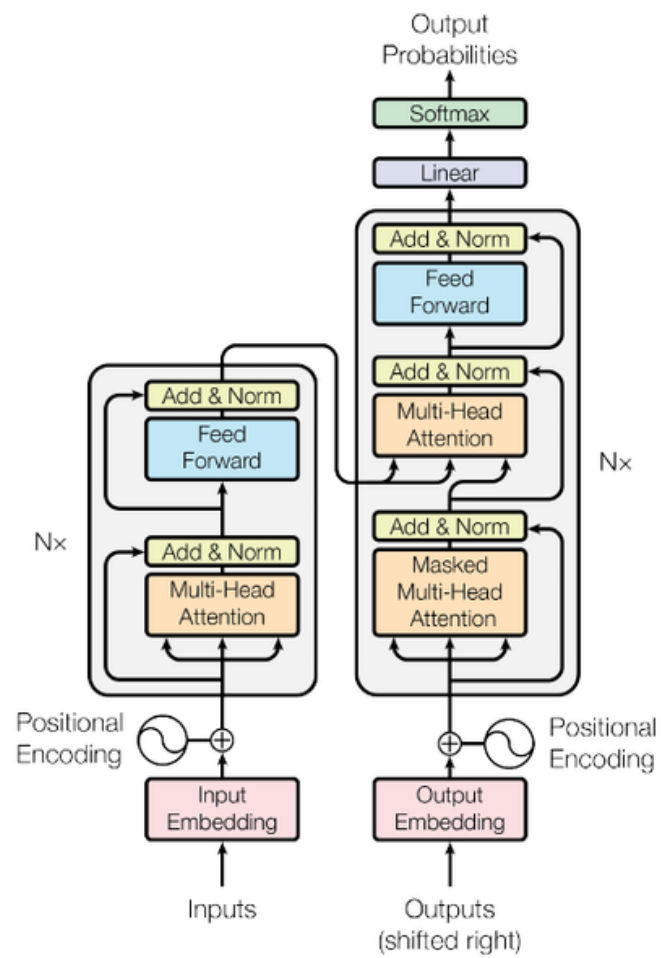 Output
Probabilities
Softmax
Linear
Add & Norm
Feed
Forward
Add & Norm
Multi-Head
Attention
N×
Add & Norm
Masked
Multi-Head
Attention
Add & Norm
Feed
Forward
N×
Add & Norm
Multi-Head
Attention
Positional
Encoding
Positional
Encoding
Input
Embedding
Output
Embedding
Inputs
Outputs
(shifted right)